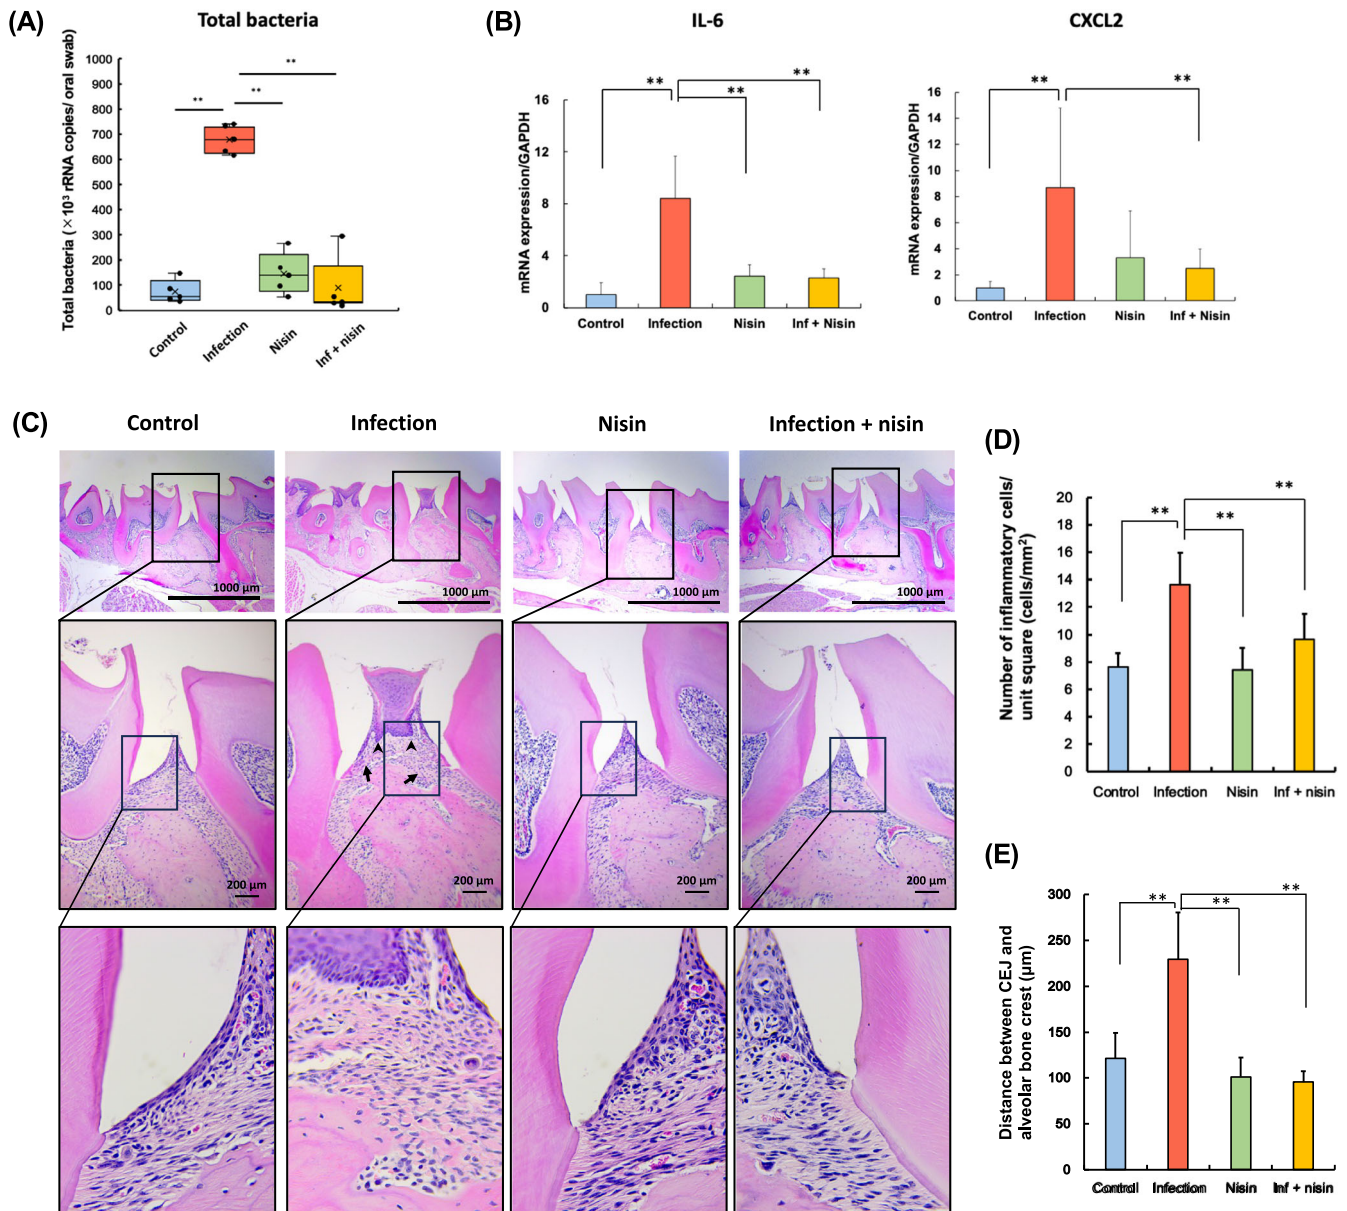 (A)
Total bacteria
Total bacteria (×10³ rRNA copies/ oral swab)
1000
900
800
700
600
500
400
300
200
100
0
**
**
**
Control
Infection
Nisin
Inf + nisin
(B)
IL-6
mRNA expression/GAPDH
16
12
8
4
0
**
**
**
Control
Infection
Nisin
Inf + Nisin
CXCL2
mRNA expression/GAPDH
16
14
12
10
8
6
4
2
0
**
**
Control
Infection
Nisin
Inf + Nisin
(C)
Control
Infection
Nisin
Infection + nisin
1000 µm
1000 µm
1000 µm
1000 µm
200 µm
200 µm
200 µm
200 µm
(D)
Number of inflammatory cells/
unit square (cells/mm²)
20
18
16
14
12
10
8
6
4
2
0
**
**
**
Control
Infection
Nisin
Inf + nisin
(E)
Distance between CEJ and
alveolar bone crest (µm)
300
250
200
150
100
50
0
**
**
**
Control
Infection
Nisin
Inf + nisin